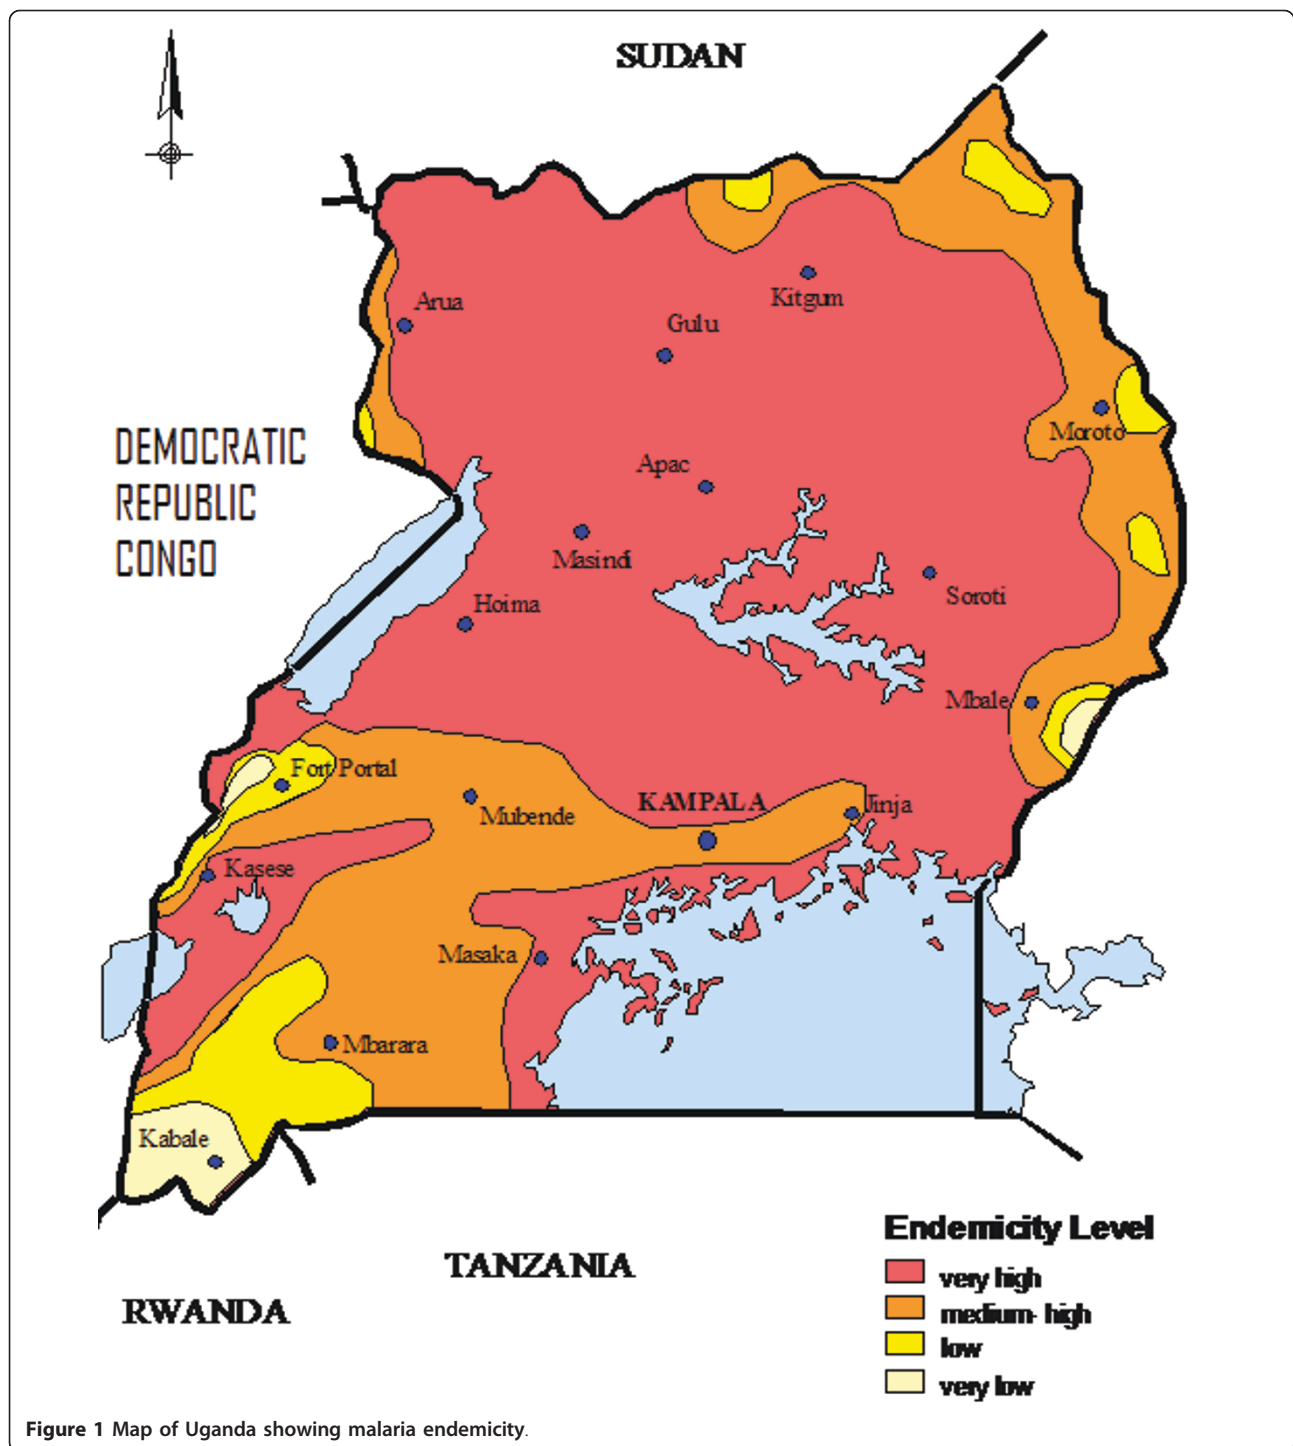 SUDAN
Arua
Kitgum
Gulu
DEMOCRATIC
REPUBLIC
CONGO
Moroto
Apac
Masindi
Hoima
Soroti
Mbale
Fort Portal
Mubende
KAMPALA
Jinja
Kasese
Masaka
Mbarara
Kabale
TANZANIA
RWANDA
Endemicity Level
very high
medium- high
low
very low
Figure 1 Map of Uganda showing malaria endemicity.